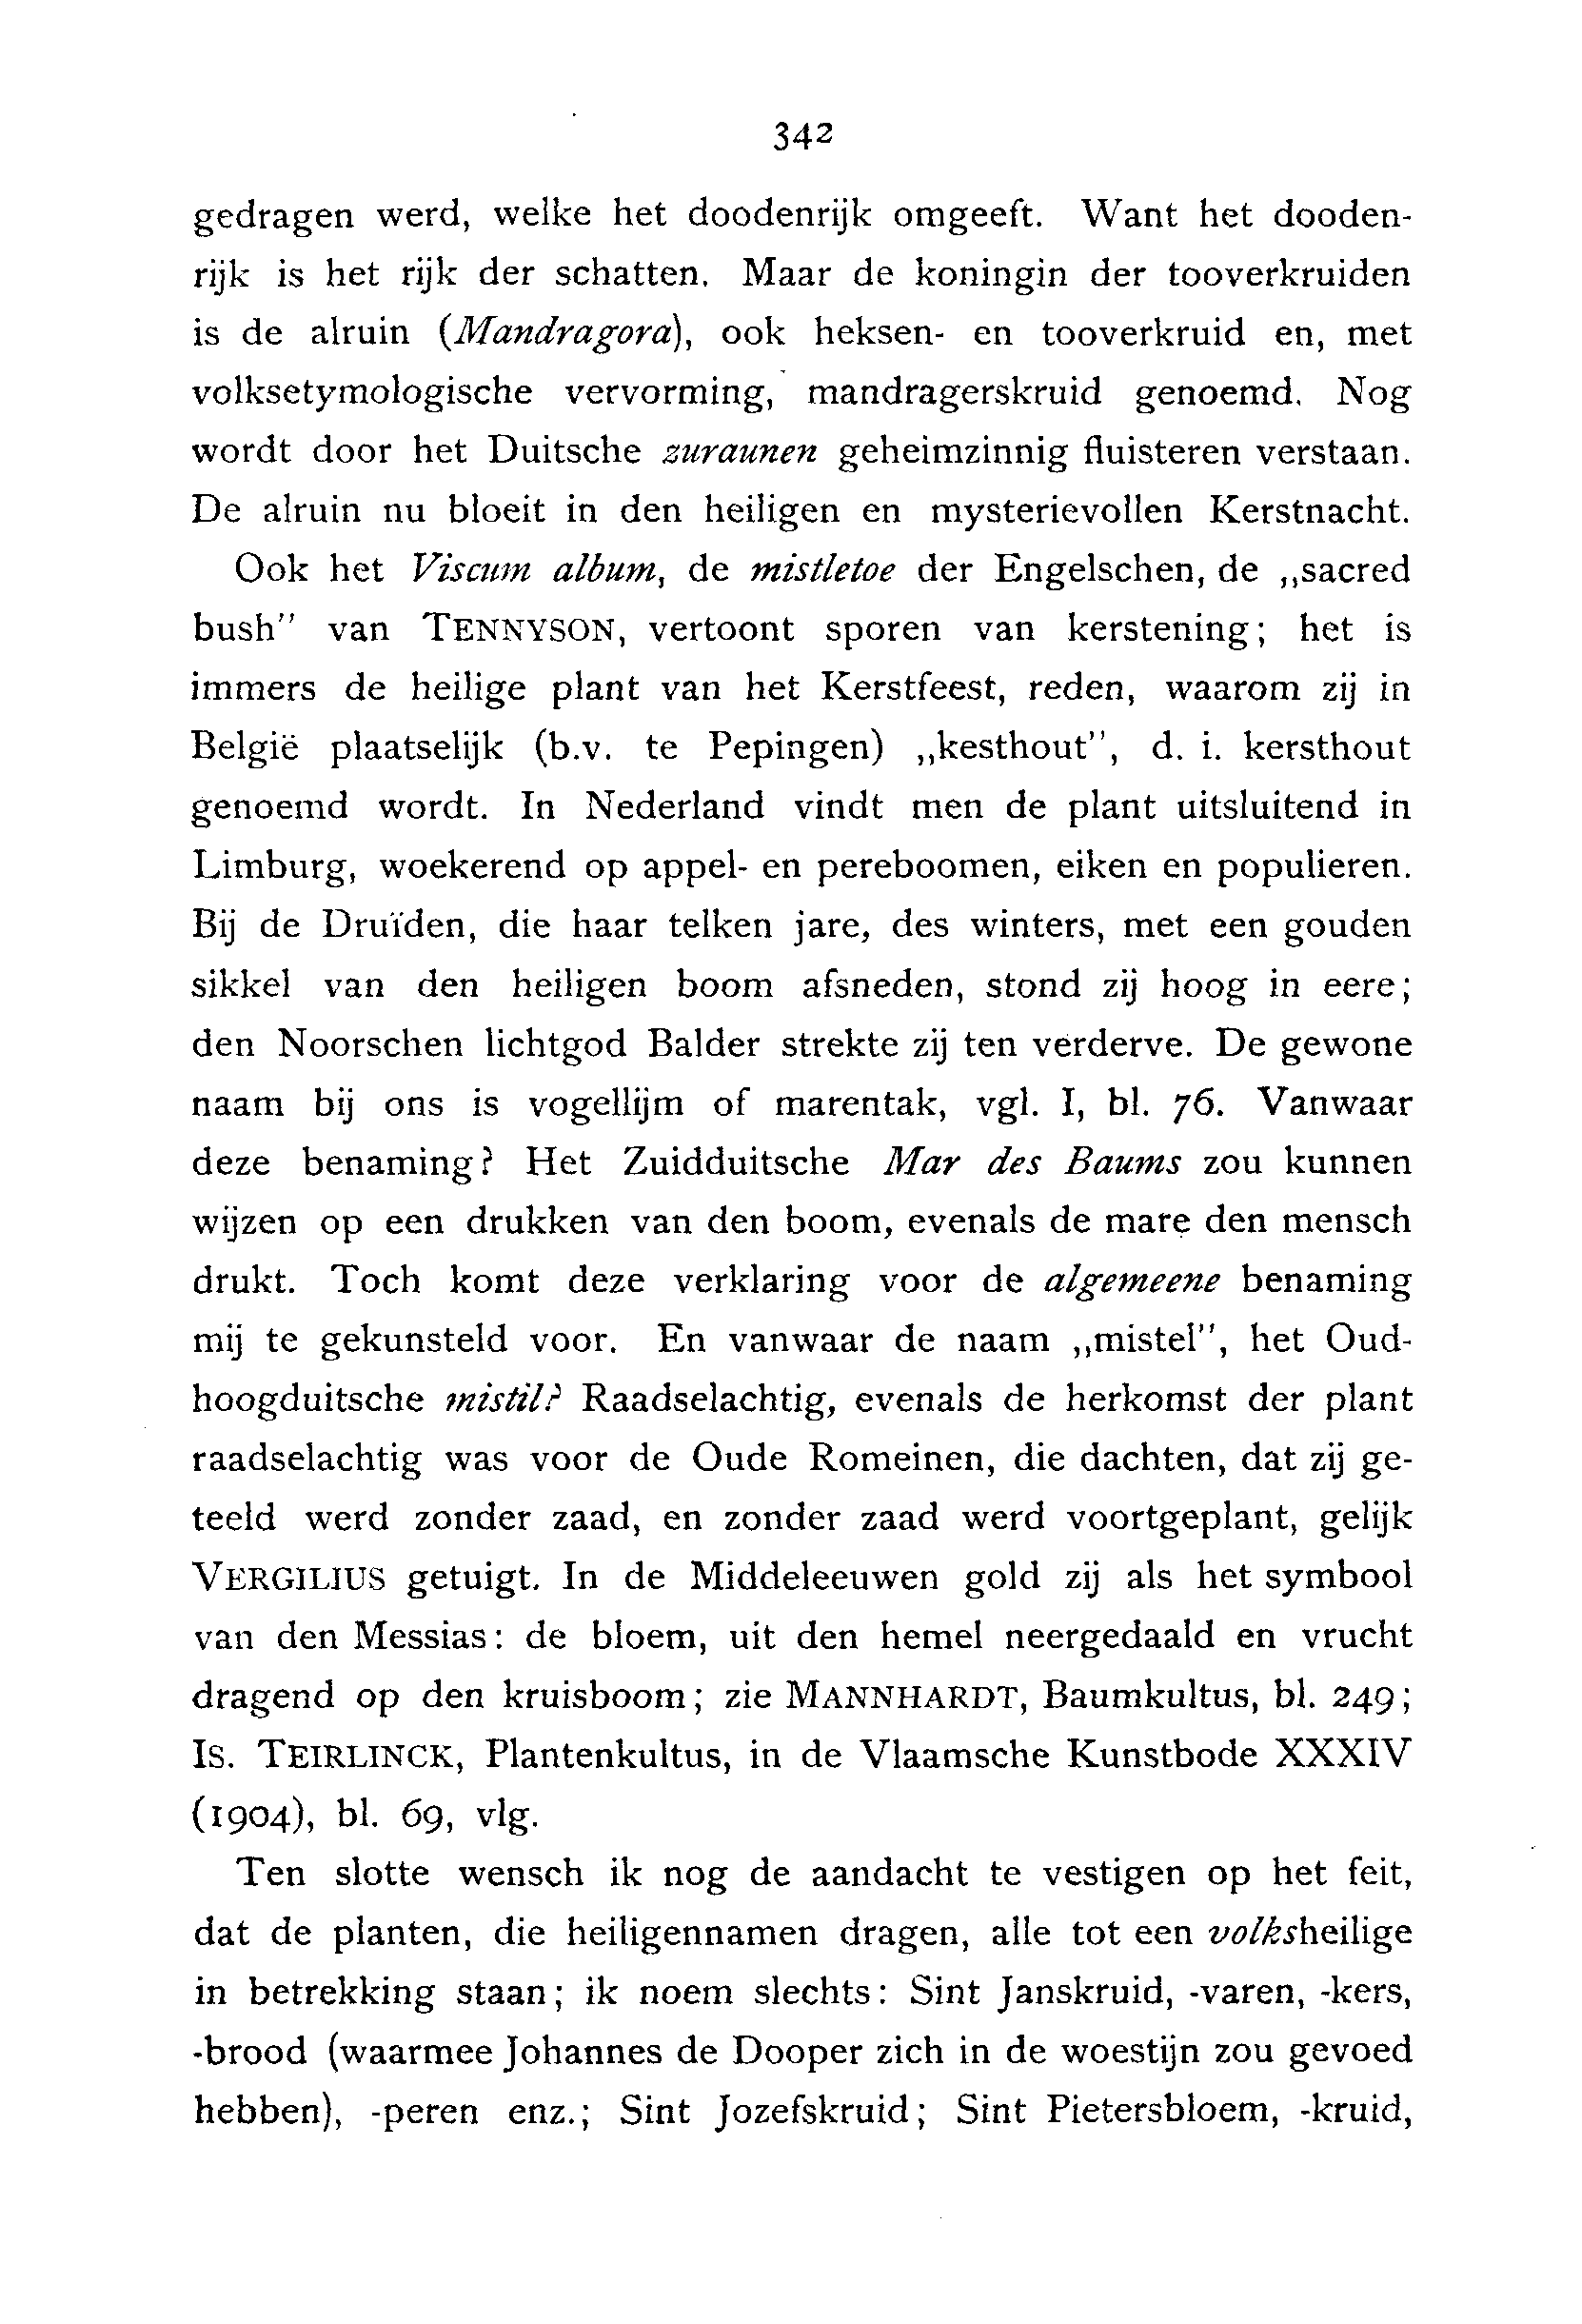 342
gedragen werd, welke het doodenrijk omgeeft. Want het dooden-
rijk is het rijk der schatten. Maar de koningin der tooverkruiden
is de alruin (Mandragora), ook heksen- en tooverkruid en, met
volksetymologische vervorming, mandragerskruid genoemd. Nog
wordt door het Duitsche zuraunen geheimzinnig fluisteren verstaan.
De alruin nu bloeit in den heiligen en mysterievollen Kerstnacht.
Ook het Viscum album, de mistletoe der Engelschen, de „sacred
bush” van TENNYSON, vertoont sporen van kerstening; het is
immers de heilige plant van het Kerstfeest, reden, waarom zij in
België plaatselijk (b.v. te Pepingen) „kesthout”, d. i. kersthout
genoemd wordt. In Nederland vindt men de plant uitsluitend in
Limburg, woekerend op appel- en pereboomen, eiken en populieren.
Bij de Druïden, die haar telken jare, des winters, met een gouden
sikkel van den heiligen boom afsneden, stond zij hoog in eere;
den Noorschen lichtgod Balder strekte zij ten verderve. De gewone
naam bij ons is vogellijm of marentak, vgl. I, bl. 76. Vanwaar
deze benaming? Het Zuidduitsche Mar des Baums zou kunnen
wijzen op een drukken van den boom, evenals de mare den mensch
drukt. Toch komt deze verklaring voor de algemeene benaming
mij te gekunsteld voor. En vanwaar de naam „mistel”, het Oud-
hoogduitsche mistil? Raadselachtig, evenals de herkomst der plant
raadselachtig was voor de Oude Romeinen, die dachten, dat zij ge-
teeld werd zonder zaad, en zonder zaad werd voortgeplant, gelijk
VERGILIUS getuigt. In de Middeleeuwen gold zij als het symbool
van den Messias: de bloem, uit den hemel neergedaald en vrucht
dragend op den kruisboom; zie MANNHARDT, Baumkultus, bl. 249;
IS. TEIRLINCK, Plantenkultus, in de Vlaamsche Kunstbode XXXIV
(1904), bl. 69, vlg.
Ten slotte wensch ik nog de aandacht te vestigen op het feit,
dat de planten, die heiligennamen dragen, alle tot een volksheilige
in betrekking staan; ik noem slechts: Sint Janskruid, -varen, -kers,
-brood (waarmee Johannes de Dooper zich in de woestijn zou gevoed
hebben), -peren enz.; Sint Jozefskruid; Sint Pietersbloem, -kruid,